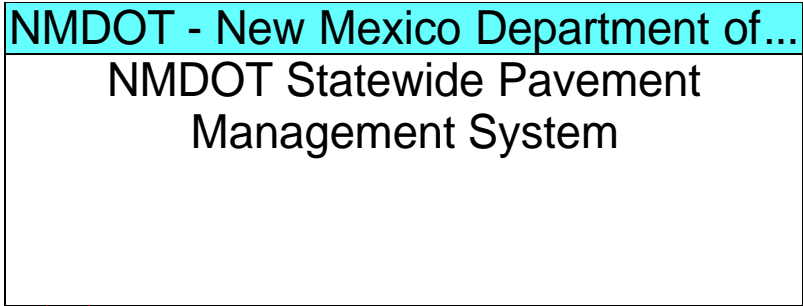 NMDOT - New Mexico Department of...
NMDOT Statewide Pavement
Management System